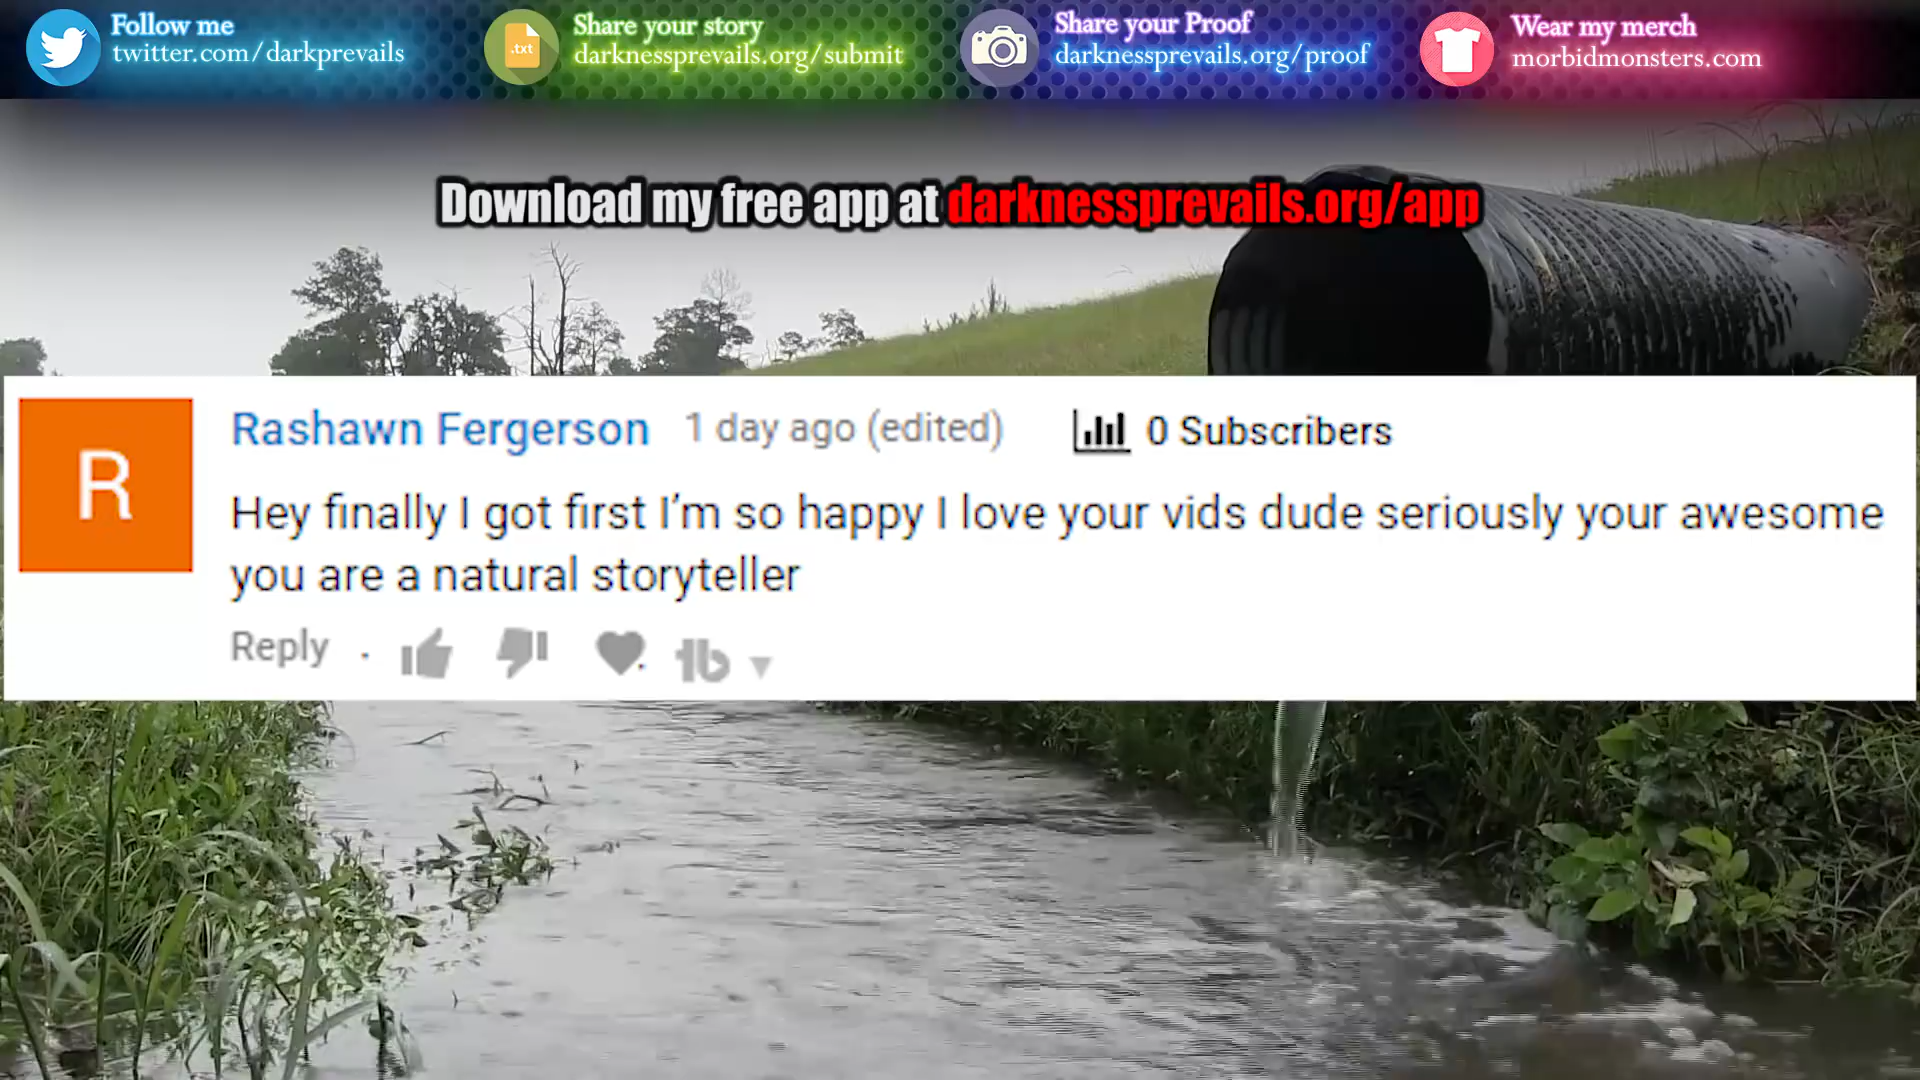 Follow me
twitter.com/darkprevails
Share your story
darknessprevails.org/submit
Share your Proof
darknessprevails.org/proof
Wear my merch
morbidmonsters.com
.txt
Download my free app at darknessprevails.org/app
R
Rashawn Fergerson 1 day ago (edited) 0 Subscribers
Hey finally I got first I'm so happy I love your vids dude seriously your awesome
you are a natural storyteller
Reply